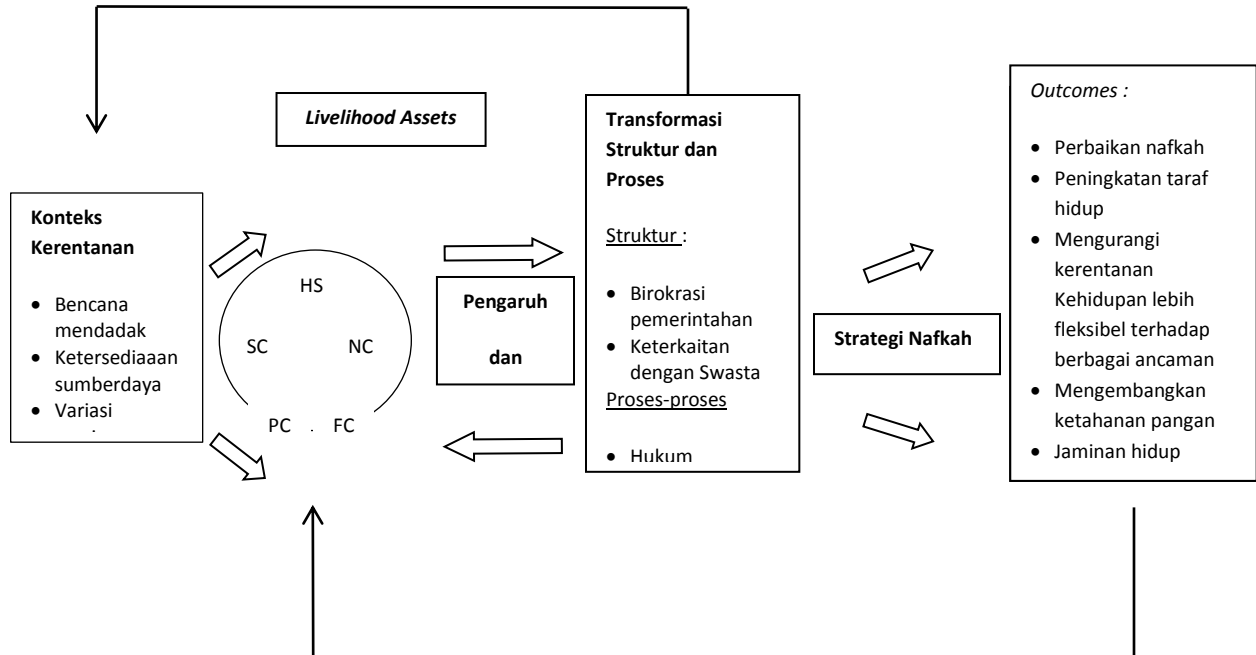 Livelihood Assets
Konteks
Kerentanan
• Bencana
mendadak
• Ketersediaaan
sumberdaya
• Variasi
HS
SC NC
PC . FC
Pengaruh
dan
Transformasi
Struktur dan
Proses
Struktur :
• Birokrasi
pemerintahan
• Keterkaitan
dengan Swasta
Proses-proses
• Hukum
Strategi Nafkah
Outcomes :
• Perbaikan nafkah
• Peningkatan taraf
hidup
• Mengurangi
kerentanan
Kehidupan lebih
fleksibel terhadap
berbagai ancaman
• Mengembangkan
ketahanan pangan
• Jaminan hidup